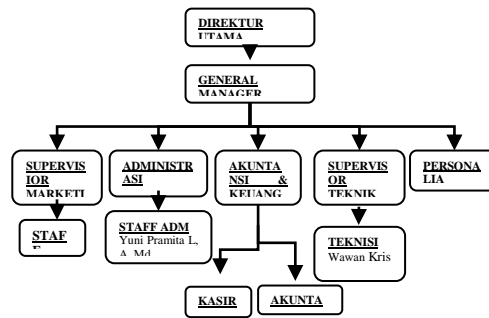 DIREKTUR
UTAMA
GENERAL
MANAGER
SUPERVIS
IOR
MARKETI
ADMINISTR
ASI
AKUNTA
NSI &
KEUANG
SUPERVIS
OR
TEKNIK
PERSONA
LIA
STAF
STAFF ADM
Yuni Pramita L,
A. Md
TEKNISI
Wawan Kris
KASIR
AKUNTA